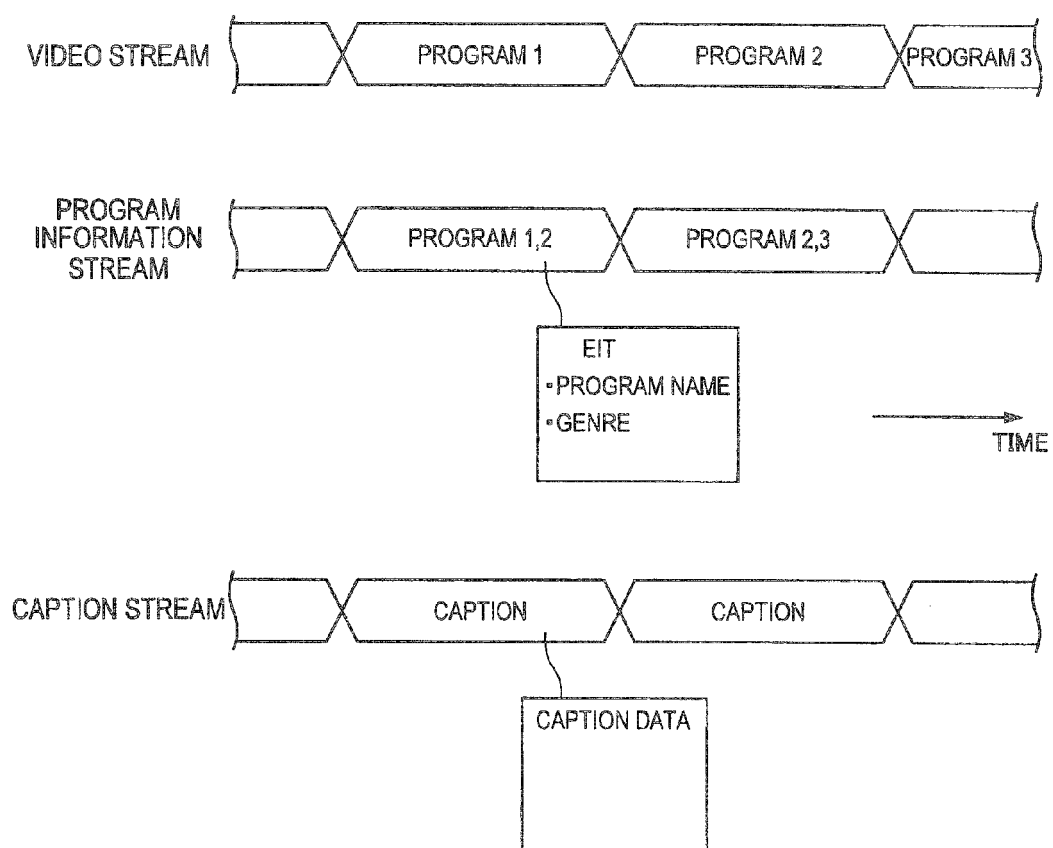 VIDEO STREAM
PROGRAM 1
PROGRAM 2
PROGRAM 3
PROGRAM
INFORMATION
STREAM
PROGRAM 1,2
PROGRAM 2,3
EIT
•PROGRAM NAME
•GENRE
TIME
CAPTION STREAM
CAPTION
CAPTION
CAPTION DATA